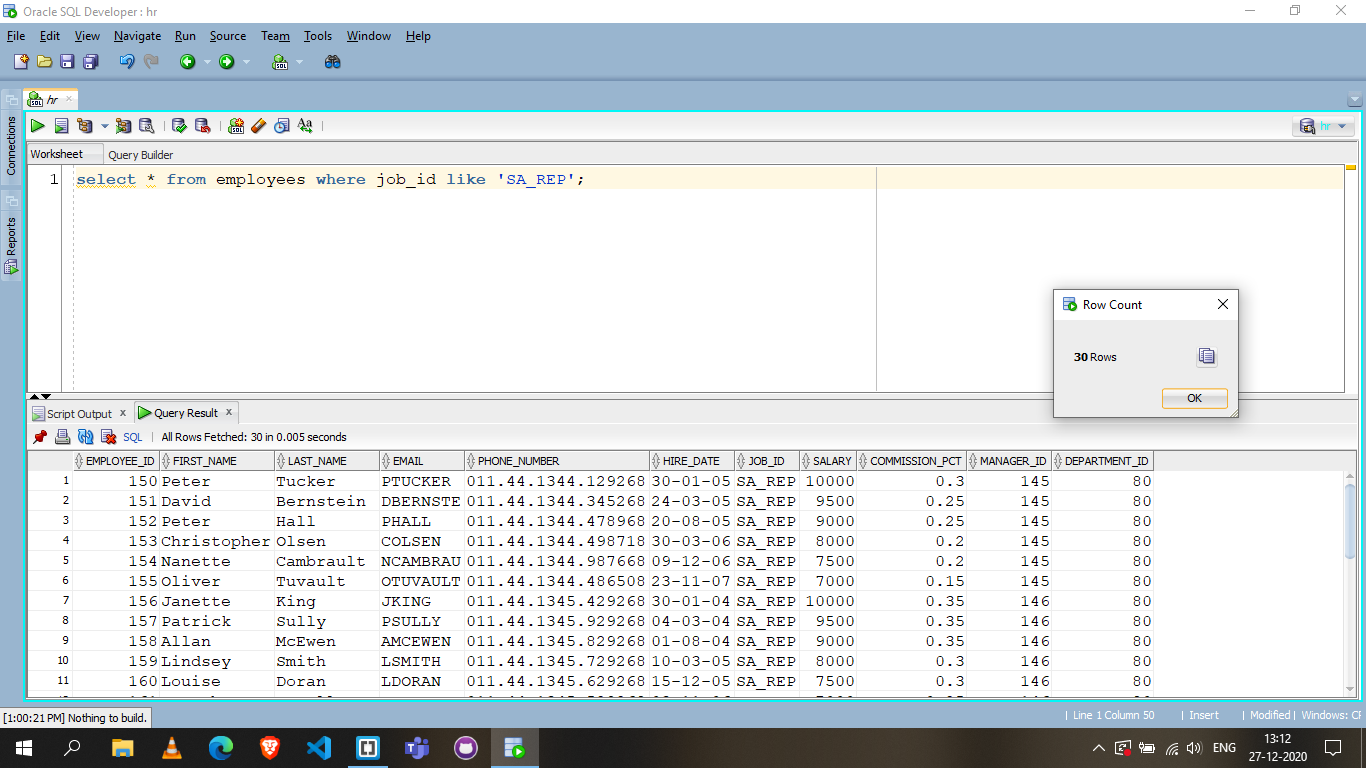 Oracle SQL Developer : hr
File Edit View Navigate Run Source Team Tools Window Help
hr
Connections
Reports
hr
Worksheet Query Builder
1 select * from employees where job_id like 'SA_REP';
Row Count
30 Rows
OK
Script Output x Query Result x
SQL | All Rows Fetched: 30 in 0.005 seconds
EMPLOYEE_ID FIRST_NAME LAST_NAME EMAIL PHONE_NUMBER HIRE_DATE JOB_ID SALARY COMMISSION_PCT MANAGER_ID DEPARTMENT_ID
1 150 Peter Tucker PTUCKER 011.44.1344.129268 30-01-05 SA_REP 10000 0.3 145 80
2 151 David Bernstein DBERNSTE 011.44.1344.345268 24-03-05 SA_REP 9500 0.25 145 80
3 152 Peter Hall PHALL 011.44.1344.478968 20-08-05 SA_REP 9000 0.25 145 80
4 153 Christopher Olsen COLSEN 011.44.1344.498718 30-03-06 SA_REP 8000 0.2 145 80
5 154 Nanette Cambrault NCAMBRAU 011.44.1344.987668 09-12-06 SA_REP 7500 0.2 145 80
6 155 Oliver Tuvault OTUVAULT 011.44.1344.486508 23-11-07 SA_REP 7000 0.15 145 80
7 156 Janette King JKING 011.44.1345.429268 30-01-04 SA_REP 10000 0.35 146 80
8 157 Patrick Sully PSULLY 011.44.1345.929268 04-03-04 SA_REP 9500 0.35 146 80
9 158 Allan McEwen AMCEWEN 011.44.1345.829268 01-08-04 SA_REP 9000 0.35 146 80
10 159 Lindsey Smith LSMITH 011.44.1345.729268 10-03-05 SA_REP 8000 0.3 146 80
11 160 Louise Doran LDORAN 011.44.1345.629268 15-12-05 SA_REP 7500 0.3 146 80
[1:00:21 PM] Nothing to build.
| Line 1 Column 50 | Insert | Modified | Windows: CF
ENG 13:12
27-12-2020